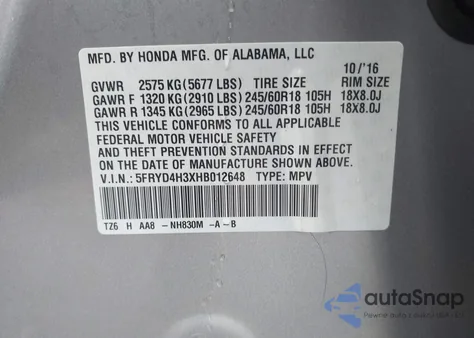 MFD. BY HONDA MFG. OF ALABAMA, LLC
10/'16
GVWR 2575 KG(5677 LBS) TIRE SIZE RIM SIZE
GAWR F 1320 KG(2910 LBS) 245/60R18 105H 18X8.0J
GAWR R 1345 KG(2965 LBS) 245/60R18 105H 18X8.0J
THIS VEHICLE CONFORMS TO ALL APPLICABLE
FEDERAL MOTOR VEHICLE SAFETY, BUMPER,
AND THEFT PREVENTION STANDARDS IN EFFECT
ON THE DATE OF MANUFACTURE SHOWN ABOVE.
V.I.N.: 5FRYD4H3XHB012648 TYPE: MPV
TZ6 H AA8 -NH830M -A-B
autoSnap